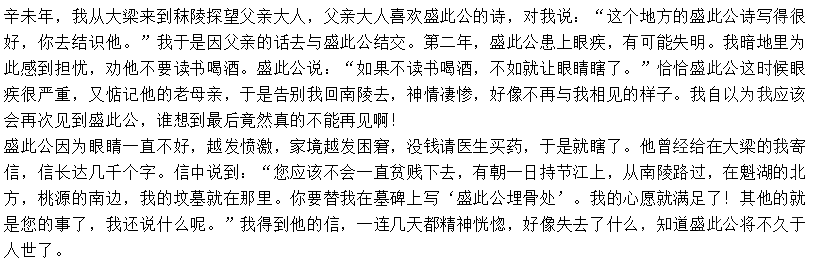 辛未年，我从大梁来到秣陵探望父亲大人，父亲大人喜欢盛此公的诗，对我说：“这个地方的盛此公诗写得很
好，你去结识他。”我于是因父亲的话去与盛此公结交。第二年，盛此公患上眼疾，有可能失明。我暗地里为
此感到担忧，劝他不要读书喝酒。盛此公说：“如果不读书喝酒，不如就让眼睛瞎了。”恰恰盛此公这时候眼
疾很严重，又惦记他的老母亲，于是告别我回南陵去，神情凄惨，好像不再与我相见的样子。我自以为我应该
会再次见到盛此公，谁想到最后竟然真的不能再见啊！
盛此公因为眼睛一直不好，越发愤激，家境越发困窘，没钱请医生买药，于是就瞎了。他曾经给在大梁的我寄
信，信长达几千个字。信中说到：“您应该不会一直贫贱下去，有朝一日持节江上，从南陵路过，在魁湖的北
方，桃源的南边，我的坟墓就在那里。你要替我在墓碑上写‘盛此公埋骨处’。我的心愿就满足了！其他的就
是您的事了，我还说什么呢。”我得到他的信，一连几天都精神恍惚，好像失去了什么，知道盛此公将不久于
人世了。